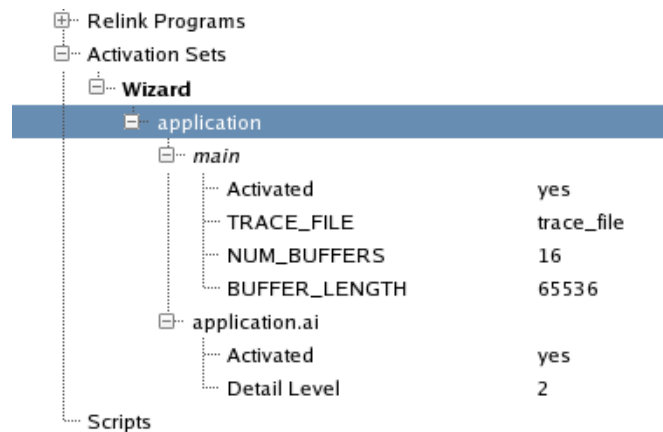 Relink Programs
Activation Sets
Wizard
application
main
Activated yes
TRACE_FILE trace_file
NUM_BUFFERS 16
BUFFER_LENGTH 65536
application.ai
Activated yes
Detail Level 2
Scripts